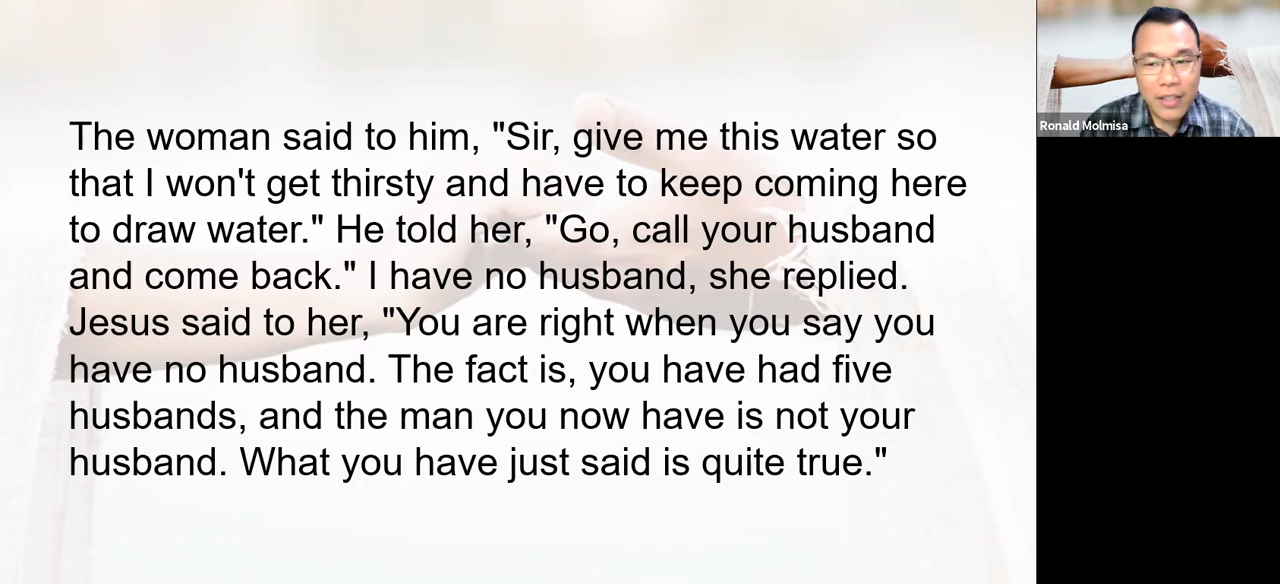 The woman said to him, "Sir, give me this water so
that I won't get thirsty and have to keep coming here
to draw water." He told her, "Go, call your husband
and come back." I have no husband, she replied.
Jesus said to her, "You are right when you say you
have no husband. The fact is, you have had five
husbands, and the man you now have is not your
husband. What you have just said is quite true."
Ronald Molmisa